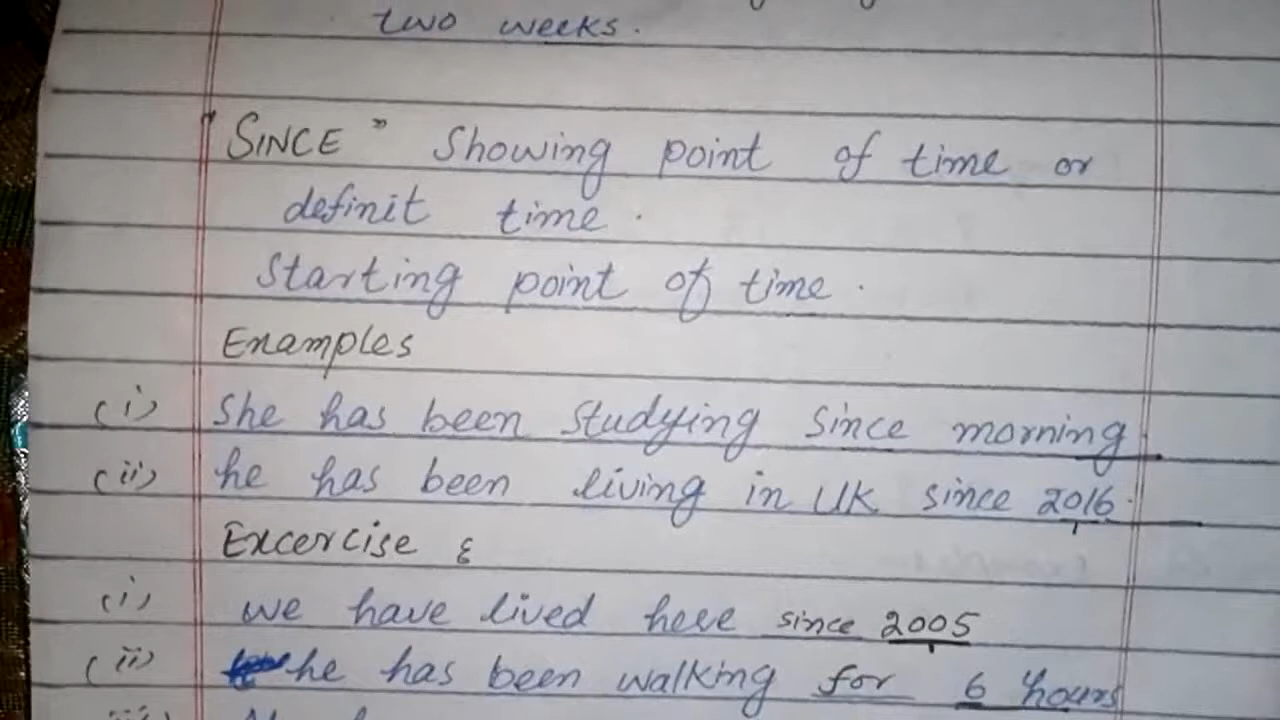 two weeks.
"SINCE" Showing point of time or
definit time.
Starting point of time.
Examples
(i) She has been studying since morning
(ii) he has been living in UK since 2016.
Excercise :
(i) we have lived here since 2005
(ii) he has been walking for 6 hours